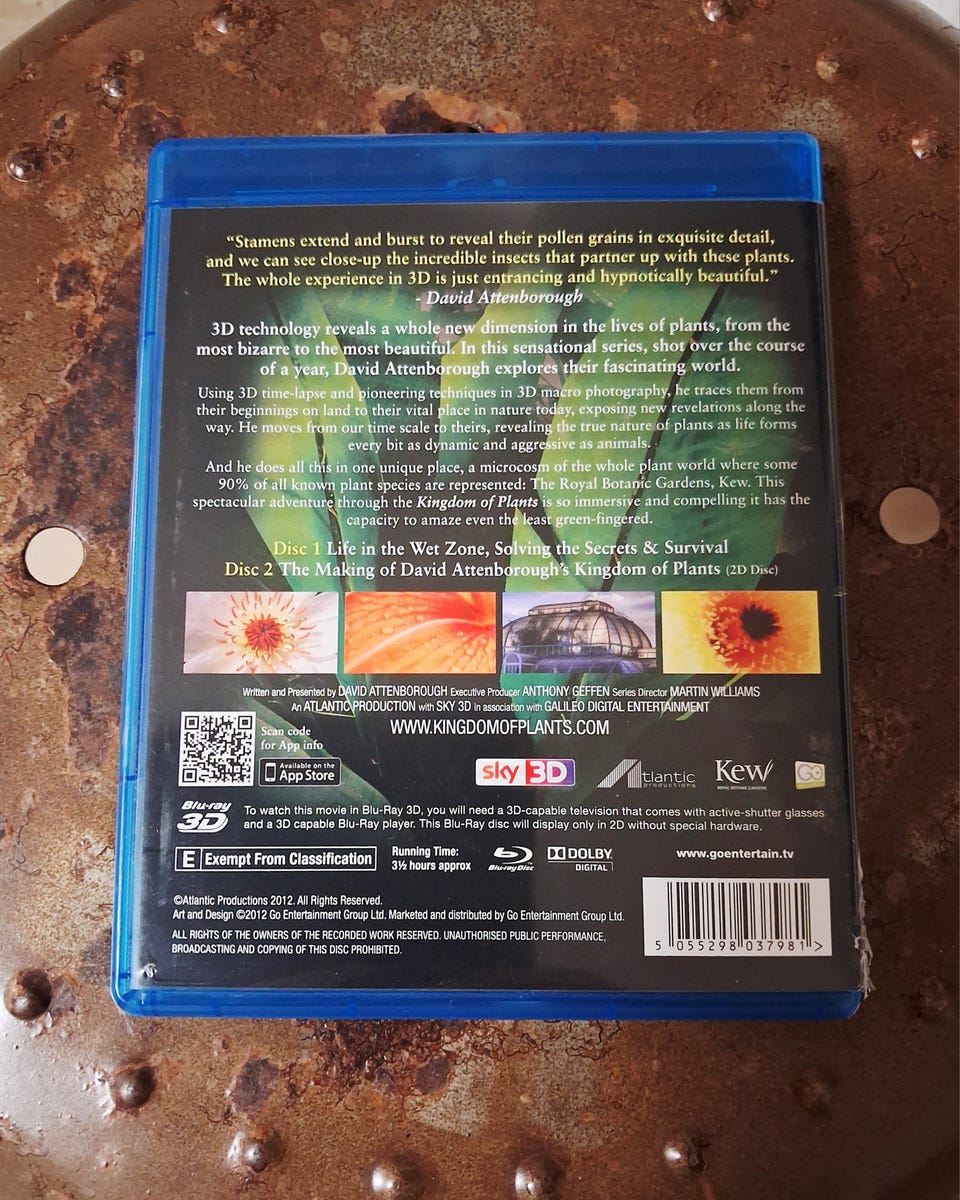 “Stamens extend and burst to reveal their pollen grains in exquisite detail,
and we can see close-up the incredible insects that partner up with these plants.
The whole experience in 3D is just entrancing and hypnotically beautiful.”
- David Attenborough
3D technology reveals a whole new dimension in the lives of plants, from the
most bizarre to the most beautiful. In this sensational series, shot over the course
of a year, David Attenborough explores their fascinating world.
Using 3D time-lapse and pioneering techniques in 3D macro photography, he traces them from
their beginnings on land to their vital place in nature today, exposing new revelations along the
way. He moves from our time scale to theirs, revealing the true nature of plants as life forms
every bit as dynamic and aggressive as animals.
And he does all this in one unique place, a microcosm of the whole plant world where some
90% of all known plant species are represented: The Royal Botanic Gardens, Kew. This
spectacular adventure through the Kingdom of Plants is so immersive and compelling it has the
capacity to amaze even the least green-fingered.
Disc 1 Life in the Wet Zone, Solving the Secrets & Survival
Disc 2 The Making of David Attenborough's Kingdom of Plants (2D Disc)
Written and Presented by DAVID ATTENBOROUGH Executive Producer ANTHONY GEFFEN Series Director MARTIN WILLIAMS
An ATLANTIC PRODUCTION with SKY 3D in association with GALILEO DIGITAL ENTERTAINMENT
WWW.KINGDOMOFPLANTS.COM
Scan code
for App info
Available on the
App Store
sky 3D
Atlantic
productions
Kew
ROYAL BOTANIC GARDENS
GO
Blu-ray
3D
To watch this movie in Blu-Ray 3D, you will need a 3D-capable television that comes with active-shutter glasses
and a 3D capable Blu-Ray player. This Blu-Ray disc will display only in 2D without special hardware.
E Exempt From Classification
Running Time:
3½ hours approx
Blu-ray Disc
DOLBY
DIGITAL
www.goentertain.tv
©Atlantic Productions 2012. All Rights Reserved.
Art and Design ©2012 Go Entertainment Group Ltd. Marketed and distributed by Go Entertainment Group Ltd.
ALL RIGHTS OF THE OWNERS OF THE RECORDED WORK RESERVED. UNAUTHORISED PUBLIC PERFORMANCE,
BROADCASTING AND COPYING OF THIS DISC PROHIBITED.
5 055298 037981 >